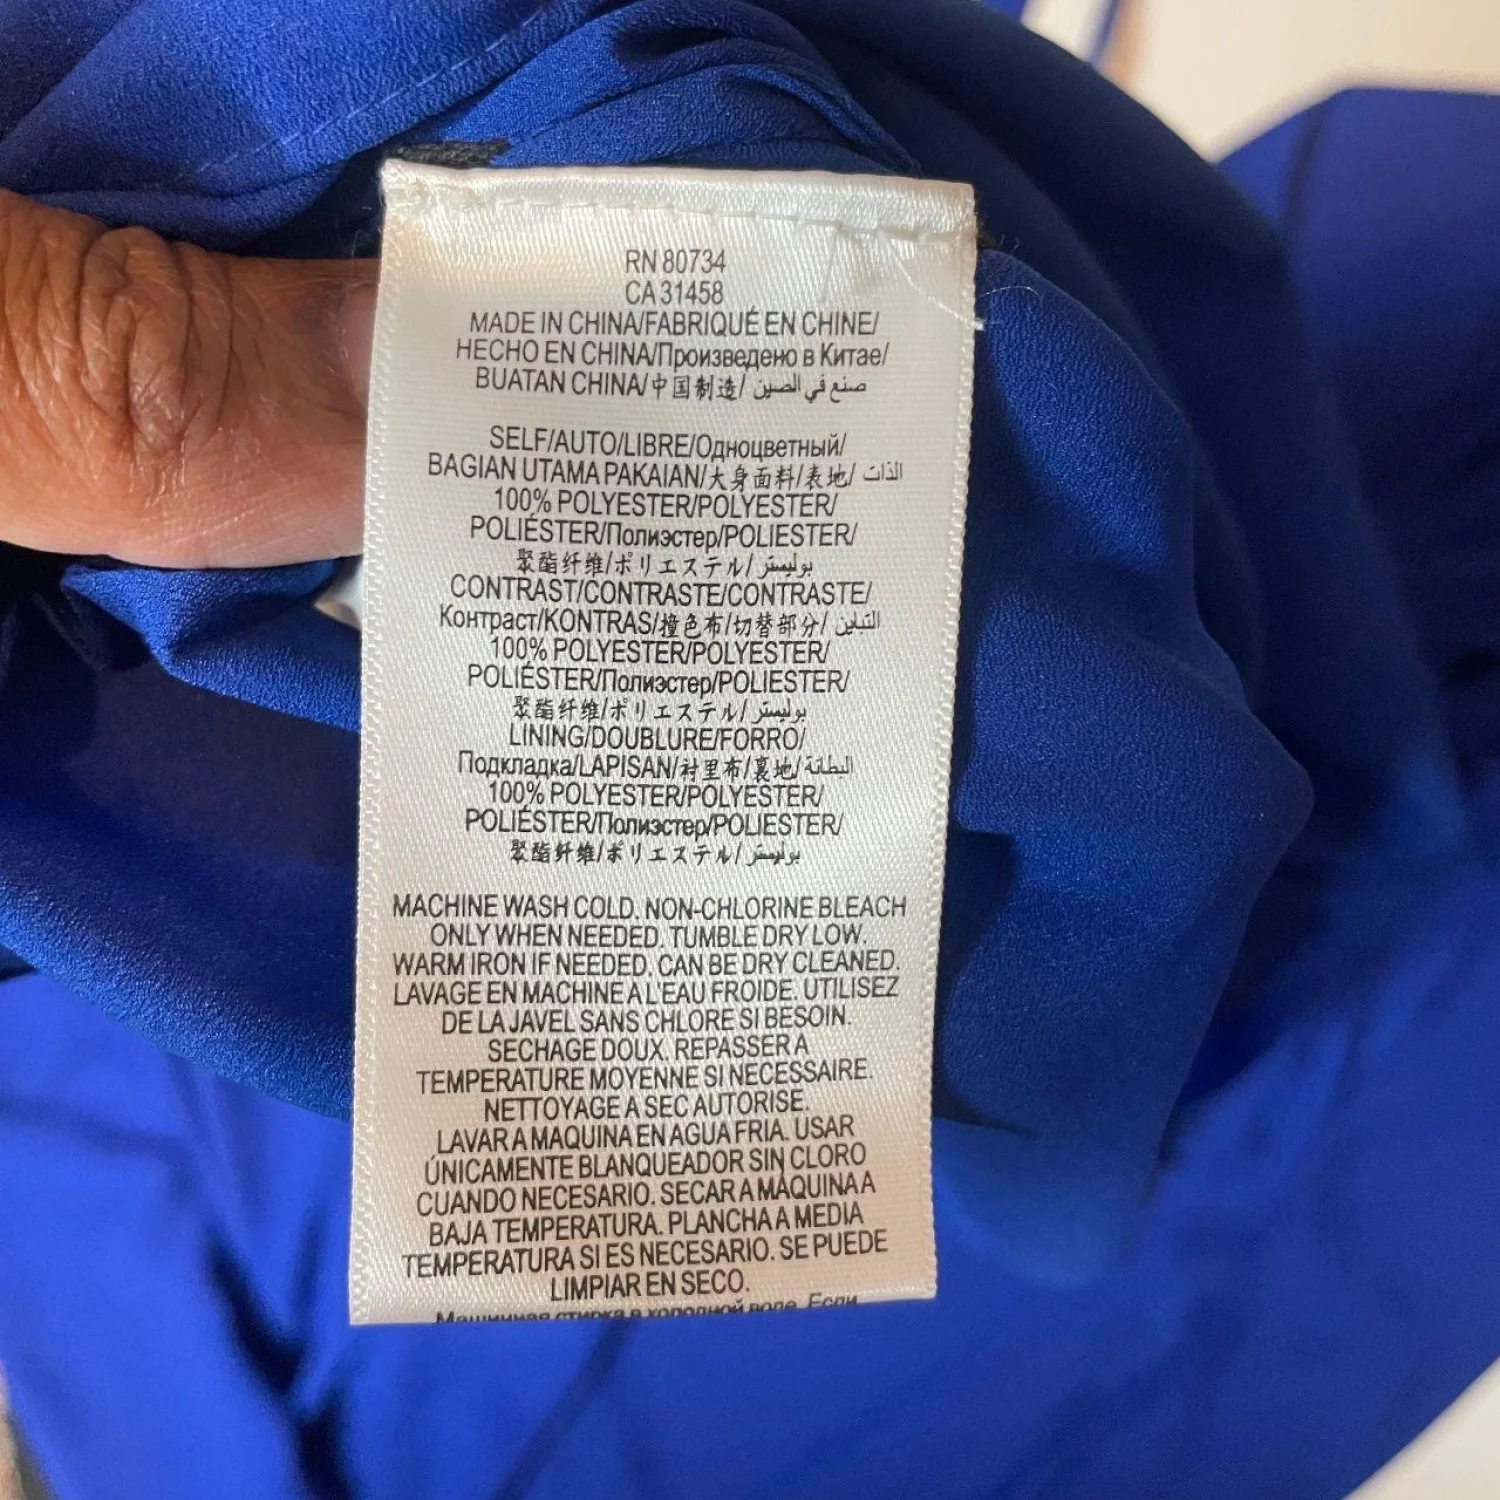 RN 80734
CA 31458
MADE IN CHINA/FABRIQUÉ EN CHINE/
HECHO EN CHINA/Произведено в Китае/
BUATAN CHINA/中国制造/ صنع في الصين
SELF/AUTO/LIBRE/Одноцветный/
BAGIAN UTAMA PAKAIAN/大身面料/表地/ الذات
100% POLYESTER/POLYESTER/
POLIÉSTER/Полиэстер/POLIESTER/
聚酯纤维/ポリエステル/ بوليستر
CONTRAST/CONTRASTE/CONTRASTE/
Контраст/KONTRAS/撞色布/切替部分/ التباين
100% POLYESTER/POLYESTER/
POLIÉSTER/Полиэстер/POLIESTER/
聚酯纤维/ポリエステル/ بوليستر
LINING/DOUBLURE/FORRO/
Подкладка/LAPISAN/衬里布/裏地/ البطانة
100% POLYESTER/POLYESTER/
POLIÉSTER/Полиэстер/POLIESTER/
聚酯纤维/ポリエステル/ بوليستر
MACHINE WASH COLD. NON-CHLORINE BLEACH
ONLY WHEN NEEDED. TUMBLE DRY LOW.
WARM IRON IF NEEDED. CAN BE DRY CLEANED.
LAVAGE EN MACHINE A L'EAU FROIDE. UTILISEZ
DE LA JAVEL SANS CHLORE SI BESOIN.
SECHAGE DOUX. REPASSER A
TEMPERATURE MOYENNE SI NECESSAIRE.
NETTOYAGE A SEC AUTORISE.
LAVAR A MAQUINA EN AGUA FRIA. USAR
ÚNICAMENTE BLANQUEADOR SIN CLORO
CUANDO NECESARIO. SECAR A MAQUINA A
BAJA TEMPERATURA. PLANCHA A MEDIA
TEMPERATURA SI ES NECESARIO. SE PUEDE
LIMPIAR EN SECO.
Машинная стирка в холодной воде. Если